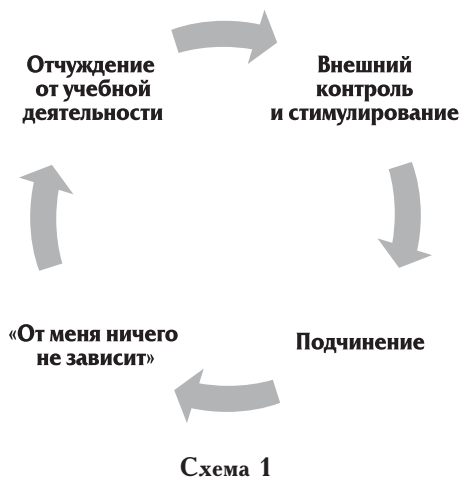 Отчуждение
от учебной
деятельности
Внешний
контроль
и стимулирование
«От меня ничего
не зависит»
Подчинение
Схема 1